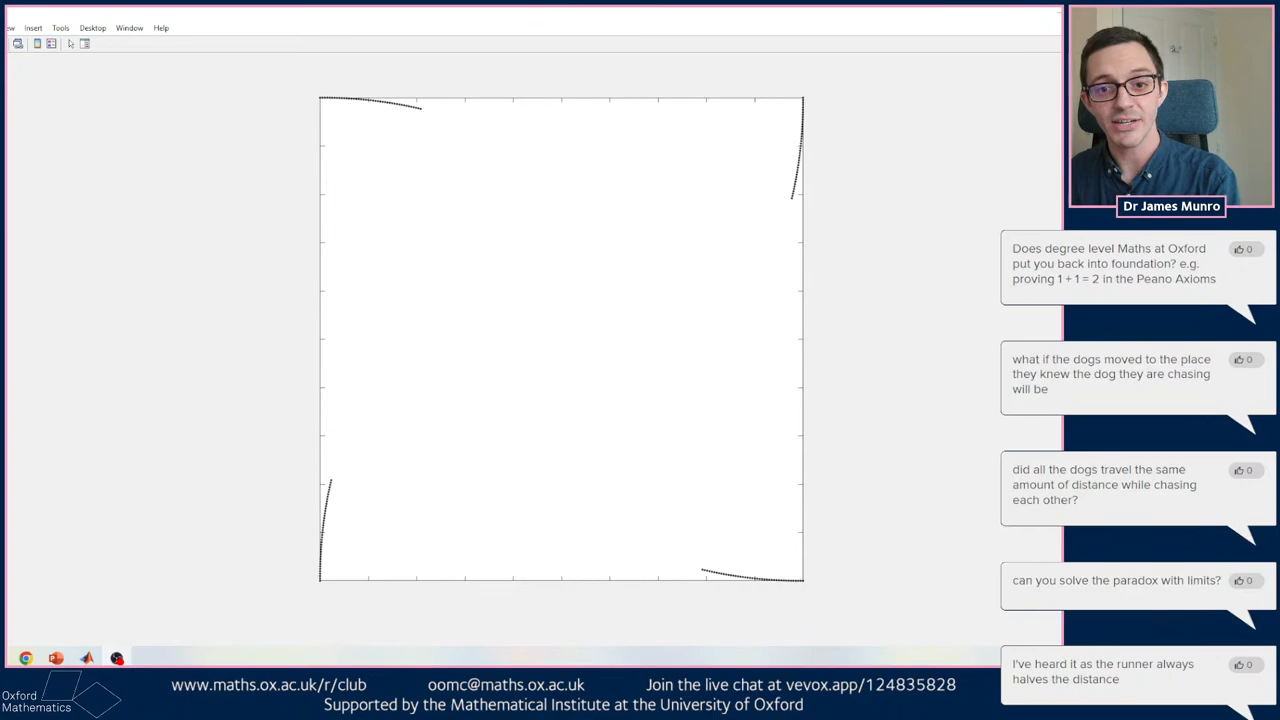 ew Insert Tools Desktop Window Help
Dr James Munro
Does degree level Maths at Oxford
put you back into foundation? e.g.
proving 1 + 1 = 2 in the Peano Axioms
0
what if the dogs moved to the place
they knew the dog they are chasing
will be
0
did all the dogs travel the same
amount of distance while chasing
each other?
0
can you solve the paradox with limits?
0
I've heard it as the runner always
halves the distance
0
Oxford
Mathematics
www.maths.ox.ac.uk/r/club oomc@maths.ox.ac.uk Join the live chat at vevox.app/124835828
Supported by the Mathematical Institute at the University of Oxford